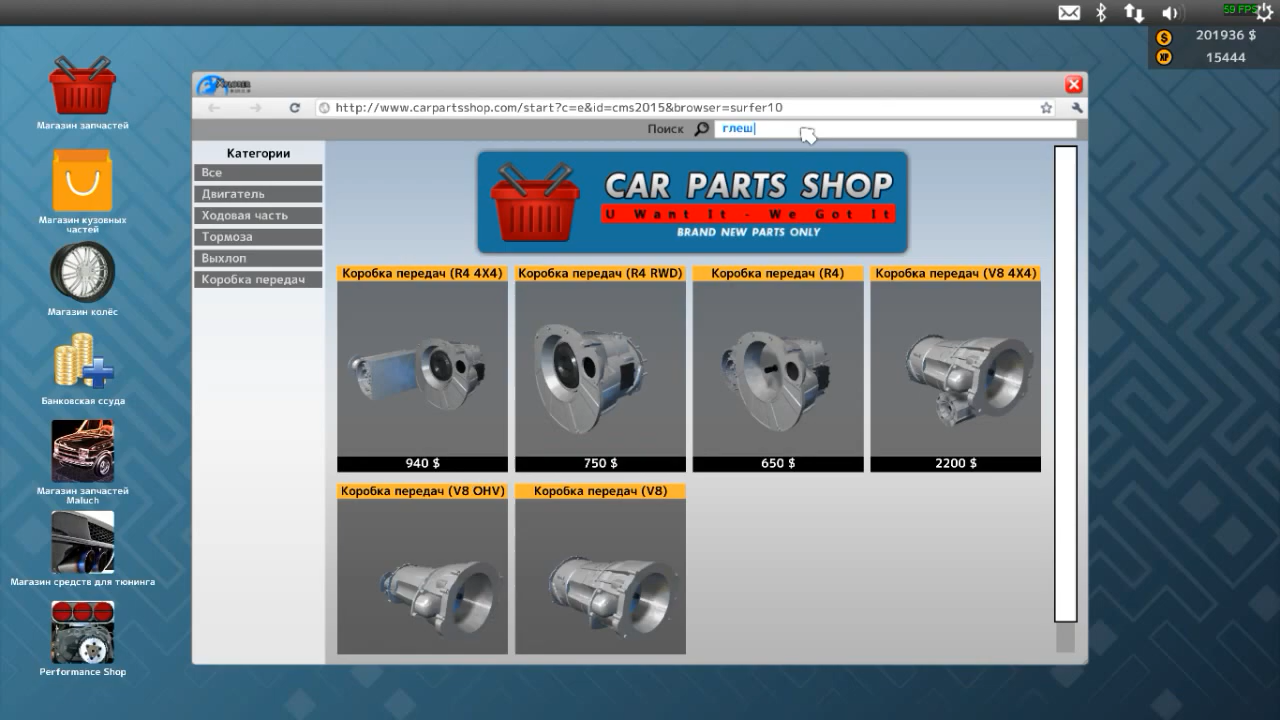 59 FPS
201936 $
15444
Магазин запчастей
Магазин кузовных
частей
Магазин колёс
Банковская ссуда
Магазин запчастей
Maluch
Магазин средств для тюнинга
Performance Shop
XPLORER
http://www.carpartsshop.com/start?c=e&id=cms2015&browser=surfer10
Поиск
глеш
Категории
Все
Двигатель
Ходовая часть
Тормоза
Выхлоп
Коробка передач
CAR PARTS SHOP
U Want It - We Got It
BRAND NEW PARTS ONLY
Коробка передач (R4 4X4)
Коробка передач (R4 RWD)
Коробка передач (R4)
Коробка передач (V8 4X4)
940 $
750 $
650 $
2200 $
Коробка передач (V8 OHV)
Коробка передач (V8)